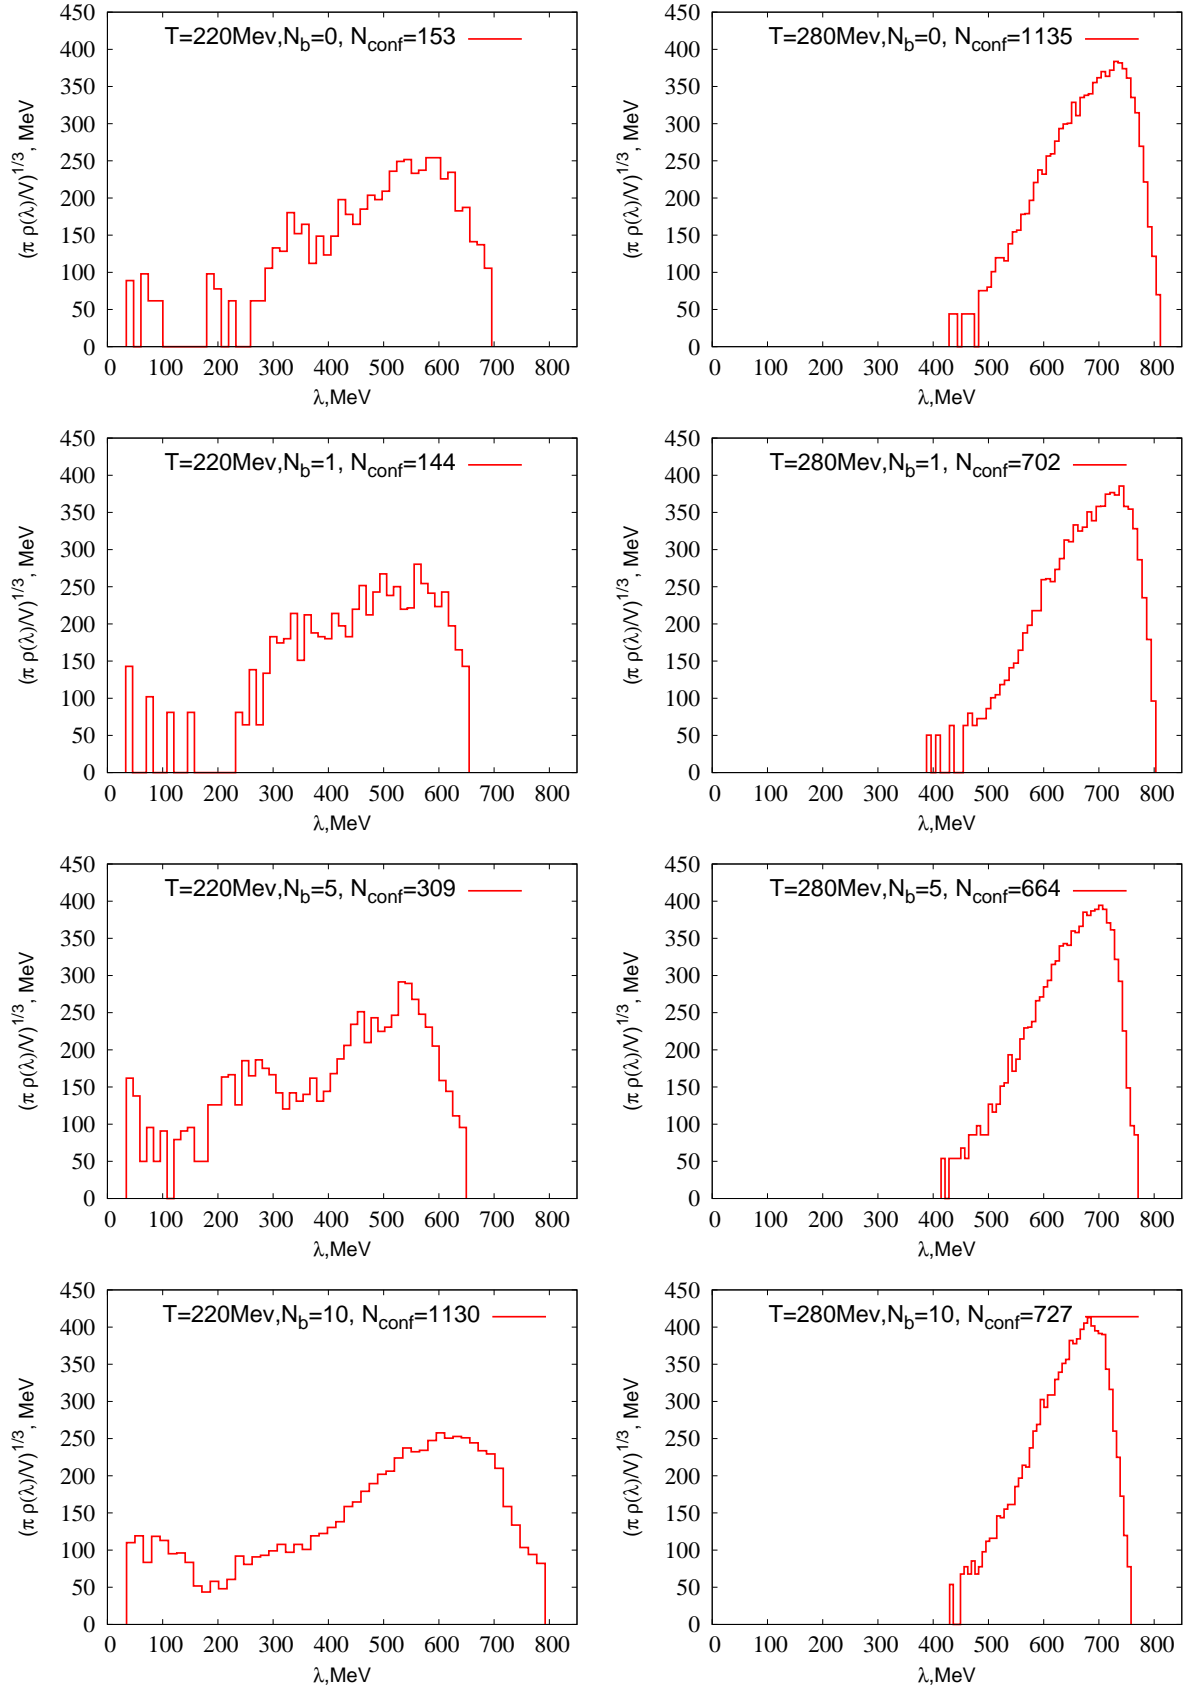 T=220Mev,N_b=0, N_conf=153
(π ρ(λ)/V)^1/3, MeV
450
400
350
300
250
200
150
100
50
0
0 100 200 300 400 500 600 700 800
λ,MeV
T=280Mev,N_b=0, N_conf=1135
(π ρ(λ)/V)^1/3, MeV
450
400
350
300
250
200
150
100
50
0
0 100 200 300 400 500 600 700 800
λ,MeV
T=220Mev,N_b=1, N_conf=144
(π ρ(λ)/V)^1/3, MeV
450
400
350
300
250
200
150
100
50
0
0 100 200 300 400 500 600 700 800
λ,MeV
T=280Mev,N_b=1, N_conf=702
(π ρ(λ)/V)^1/3, MeV
450
400
350
300
250
200
150
100
50
0
0 100 200 300 400 500 600 700 800
λ,MeV
T=220Mev,N_b=5, N_conf=309
(π ρ(λ)/V)^1/3, MeV
450
400
350
300
250
200
150
100
50
0
0 100 200 300 400 500 600 700 800
λ,MeV
T=280Mev,N_b=5, N_conf=664
(π ρ(λ)/V)^1/3, MeV
450
400
350
300
250
200
150
100
50
0
0 100 200 300 400 500 600 700 800
λ,MeV
T=220Mev,N_b=10, N_conf=1130
(π ρ(λ)/V)^1/3, MeV
450
400
350
300
250
200
150
100
50
0
0 100 200 300 400 500 600 700 800
λ,MeV
T=280Mev,N_b=10, N_conf=727
(π ρ(λ)/V)^1/3, MeV
450
400
350
300
250
200
150
100
50
0
0 100 200 300 400 500 600 700 800
λ,MeV